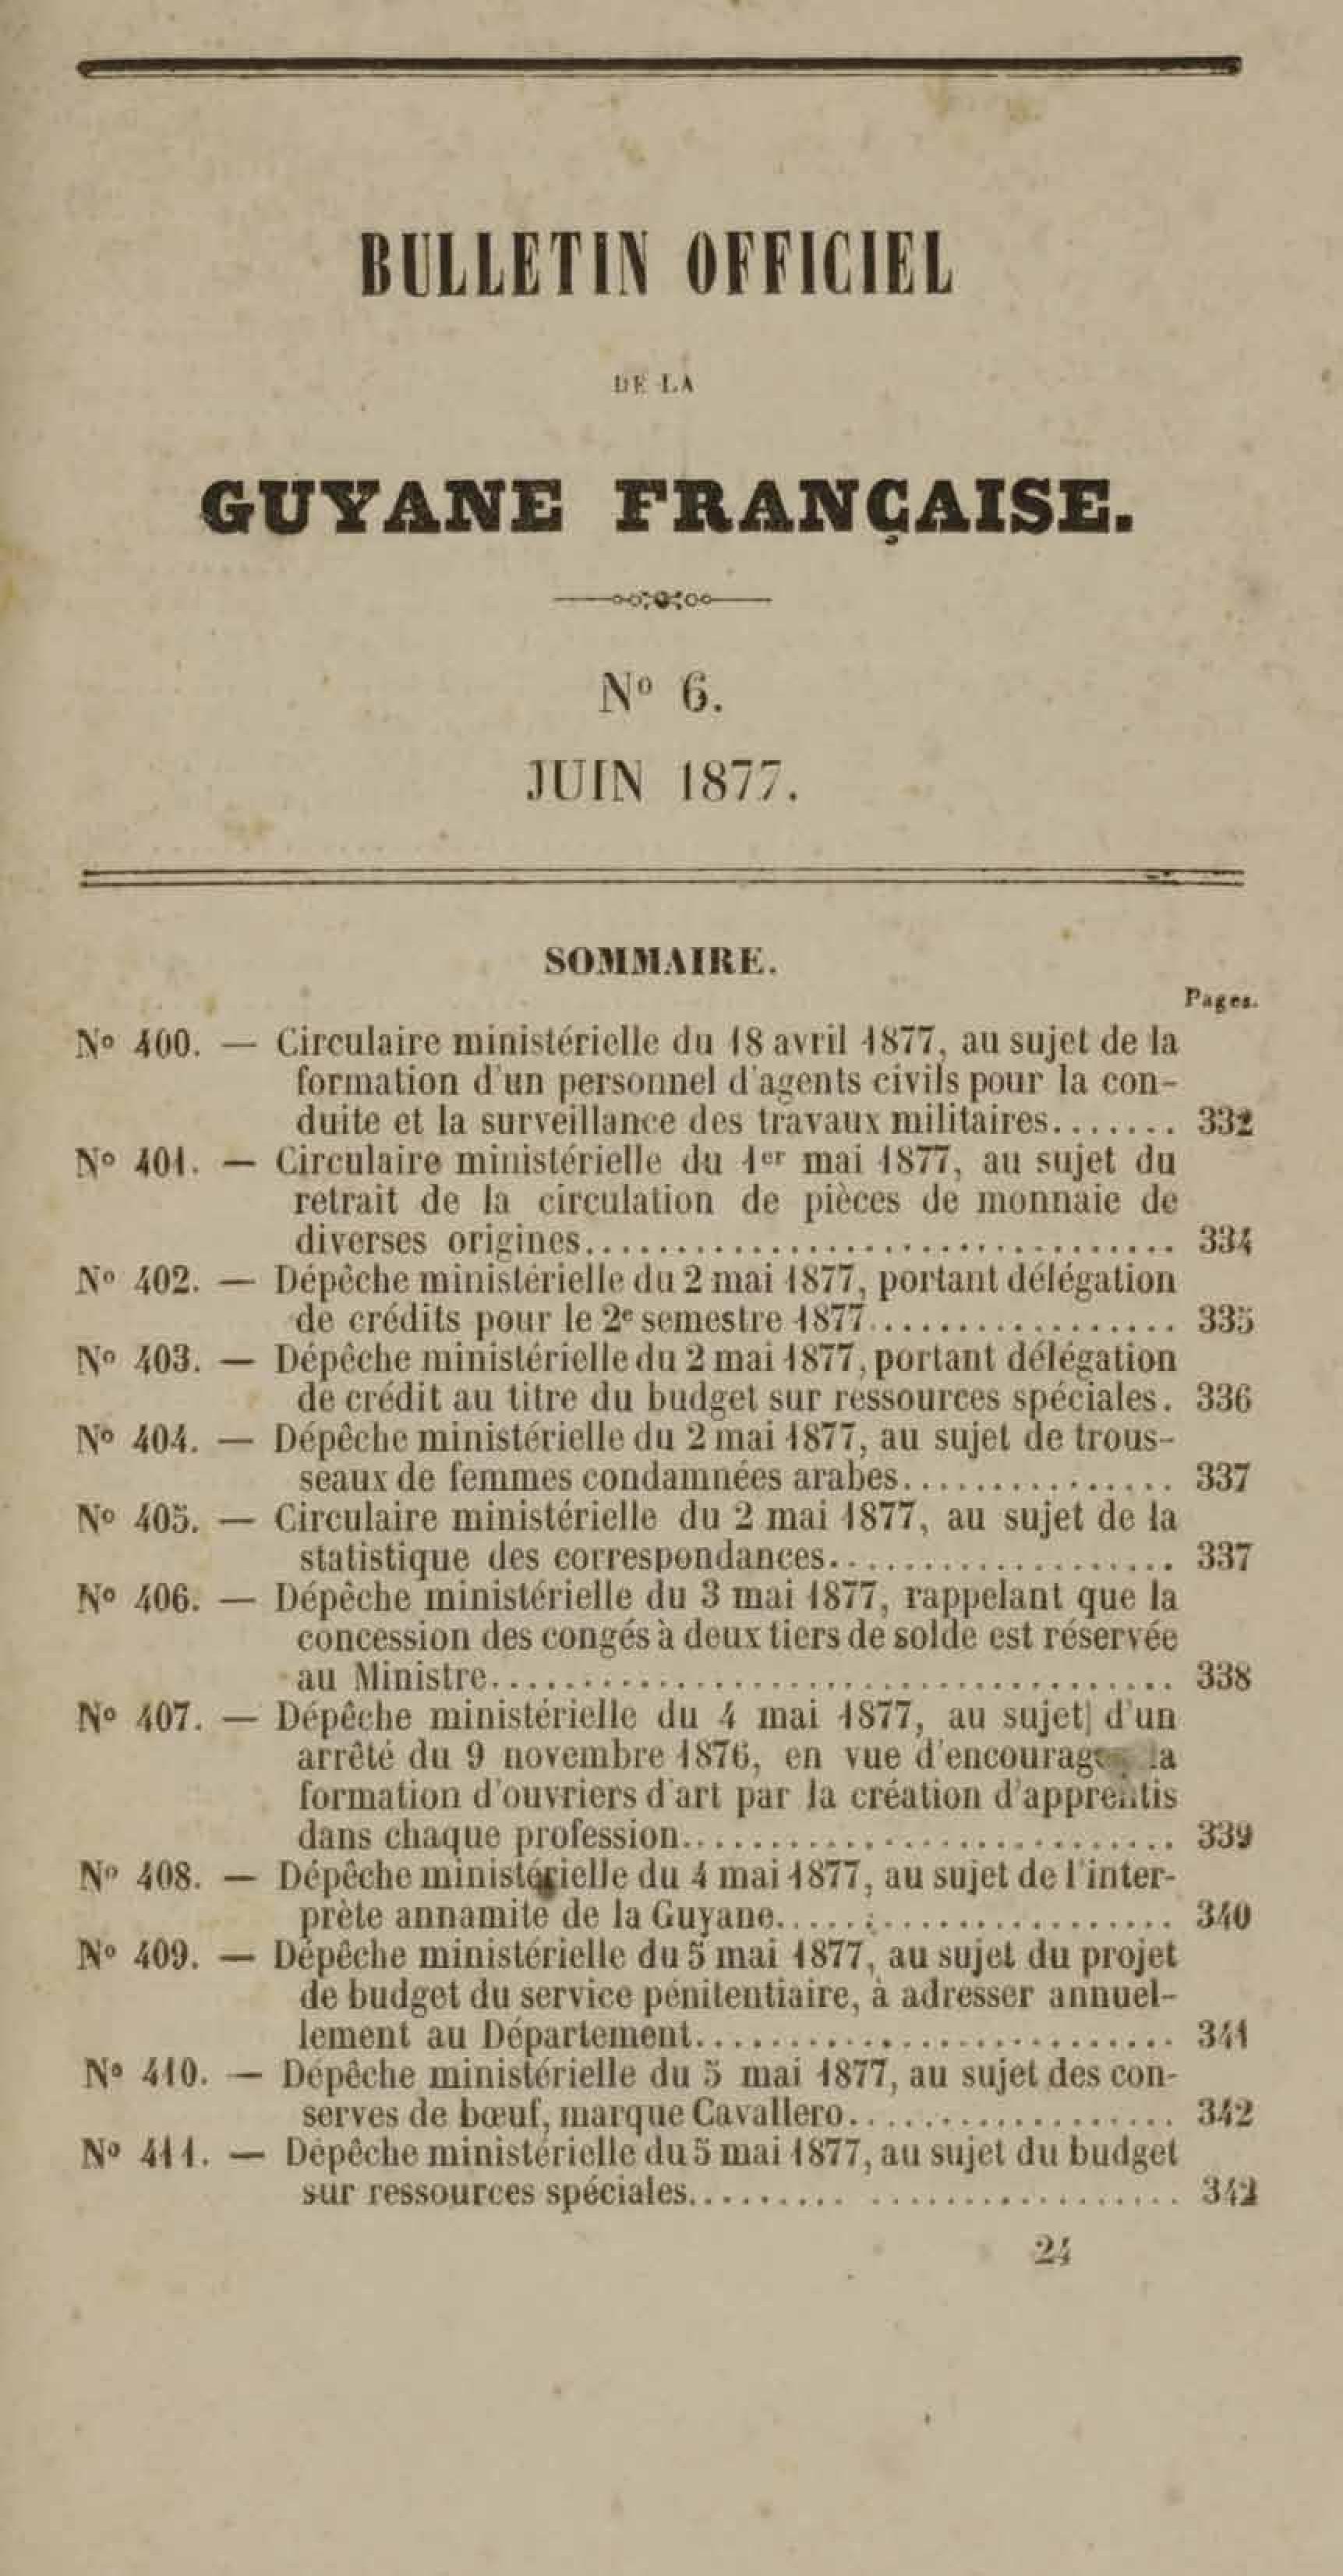 BULLETIN OFFICIEL
DE LA
GUYANE FRANÇAISE.
Nº 6.
JUIN 1877.
SOMMAIRE.
Pages.
Nº 400. — Circulaire ministérielle du 18 avril 1877, au sujet de la
formation d'un personnel d'agents civils pour la con-
duite et la surveillance des travaux militaires....... 332
Nº 401. — Circulaire ministérielle du 1er mai 1877, au sujet du
retrait de la circulation de pièces de monnaie de
diverses origines................................ 334
Nº 402. — Dépêche ministérielle du 2 mai 1877, portant délégation
de crédits pour le 2e semestre 1877................. 335
Nº 403. — Dépêche ministérielle du 2 mai 1877, portant délégation
de crédit au titre du budget sur ressources spéciales. 336
Nº 404. — Dépêche ministérielle du 2 mai 1877, au sujet de trous-
seaux de femmes condamnées arabes............... 337
Nº 405. — Circulaire ministérielle du 2 mai 1877, au sujet de la
statistique des correspondances................... 337
Nº 406. — Dépêche ministérielle du 3 mai 1877, rappelant que la
concession des congés à deux tiers de solde est réservée
au Ministre...................................... 338
Nº 407. — Dépêche ministérielle du 4 mai 1877, au sujet d'un
arrêté du 9 novembre 1876, en vue d'encourager la
formation d'ouvriers d'art par la création d'apprentis
dans chaque profession........................... 339
Nº 408. — Dépêche ministérielle du 4 mai 1877, au sujet de l'inter-
prète annamite de la Guyane...................... 340
Nº 409. — Dépêche ministérielle du 5 mai 1877, au sujet du projet
de budget du service pénitentiaire, à adresser annuel-
lement au Département........................... 341
Nº 410. — Dépêche ministérielle du 5 mai 1877, au sujet des con-
serves de bœuf, marque Cavallero.................. 342
Nº 411. — Dépêche ministérielle du 5 mai 1877, au sujet du budget
sur ressources spéciales.......................... 342
24